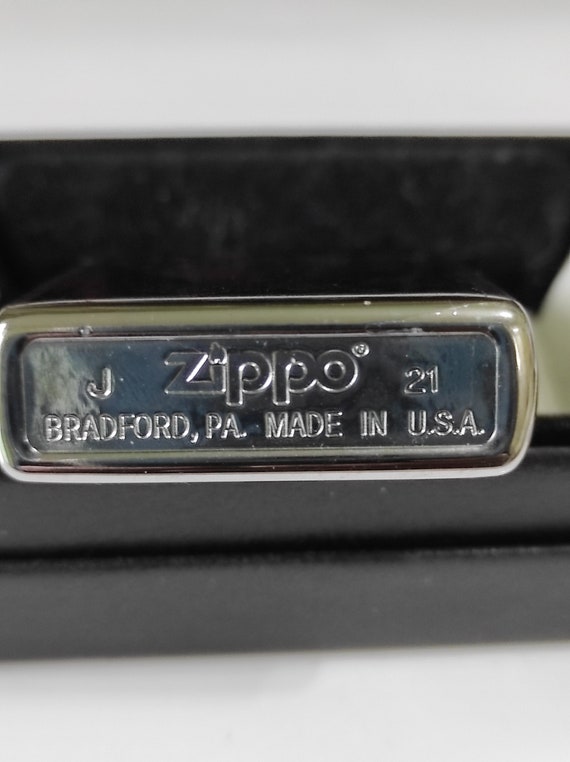 J Zippo® 21
BRADFORD, PA. MADE IN U.S.A.